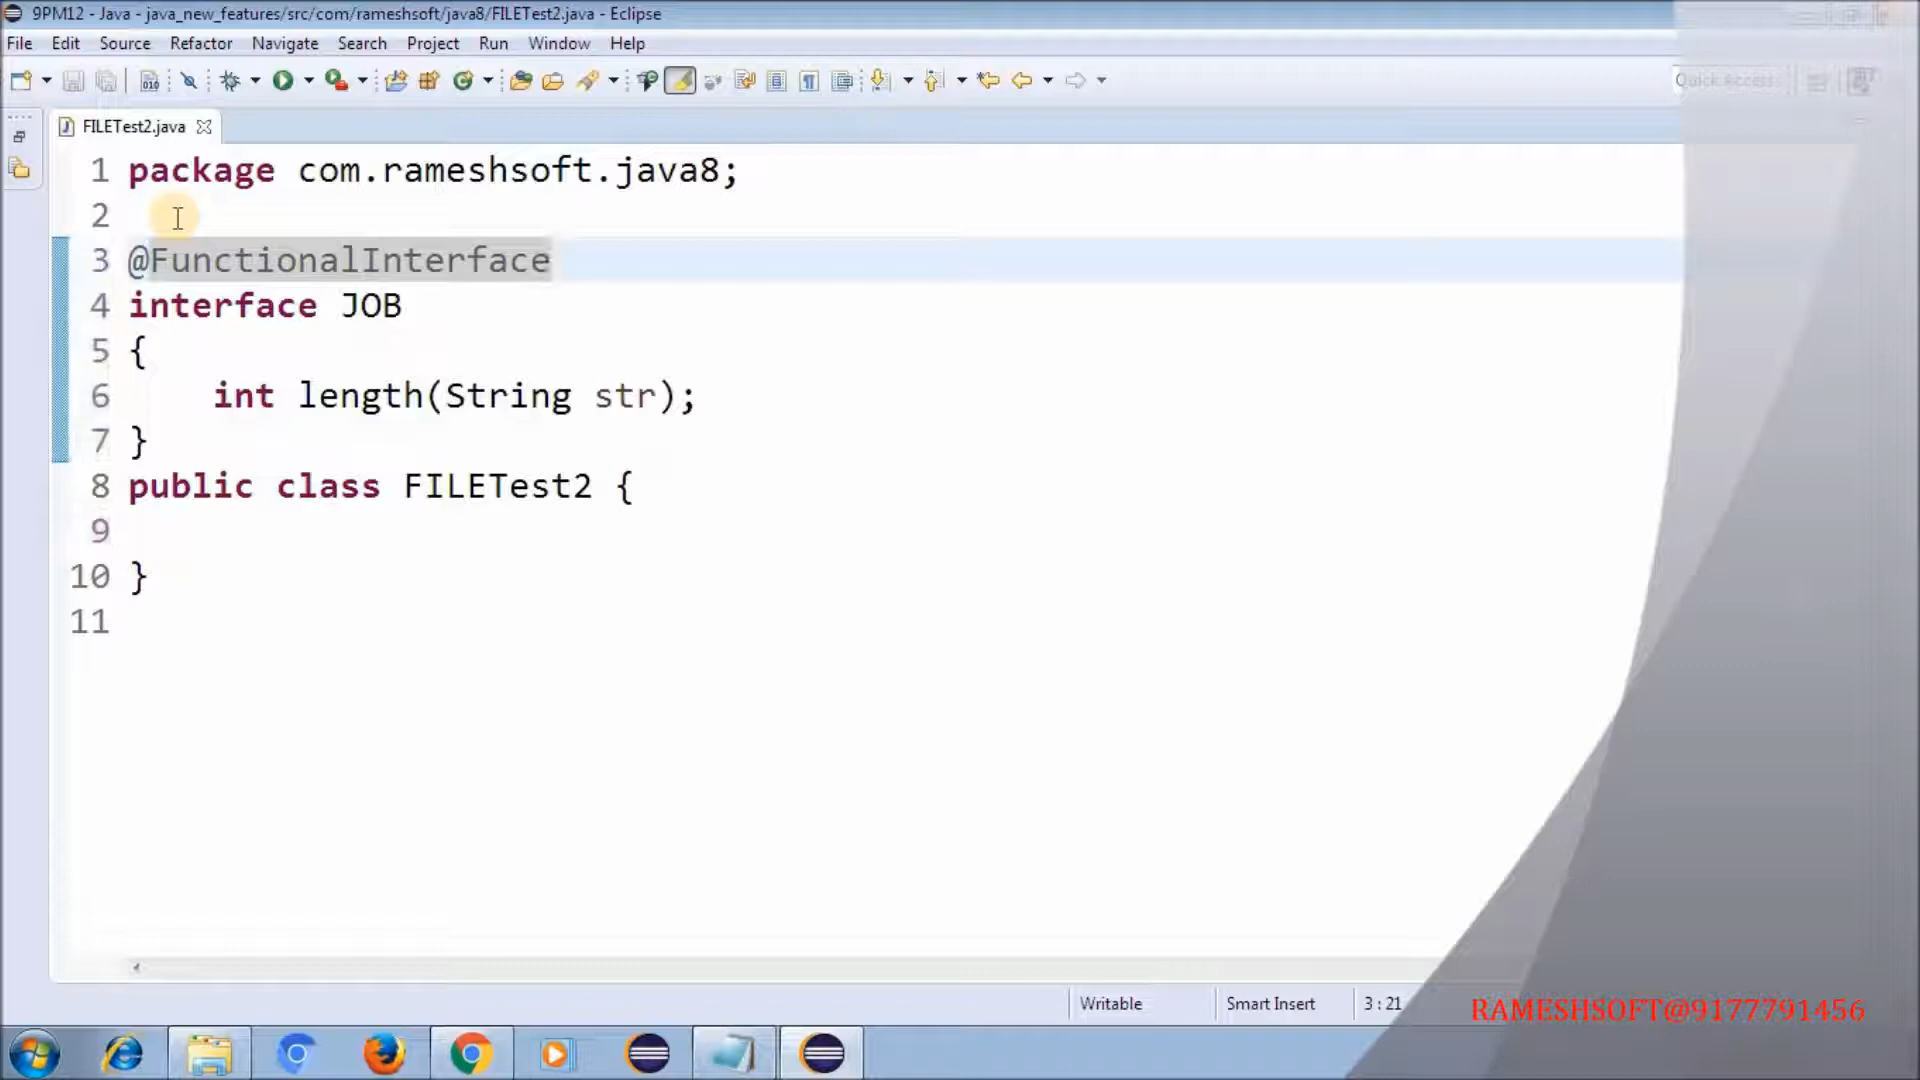 9PM12 - Java - java_new_features/src/com/rameshsoft/java8/FILETest2.java - Eclipse
File Edit Source Refactor Navigate Search Project Run Window Help
Quick Access
FILETest2.java
1 package com.rameshsoft.java8;
2
3 @FunctionalInterface
4 interface JOB
5 {
6 int length(String str);
7 }
8 public class FILETest2 {
9
10 }
11
Writable Smart Insert 3 : 21
RAMESHSOFT@9177791456